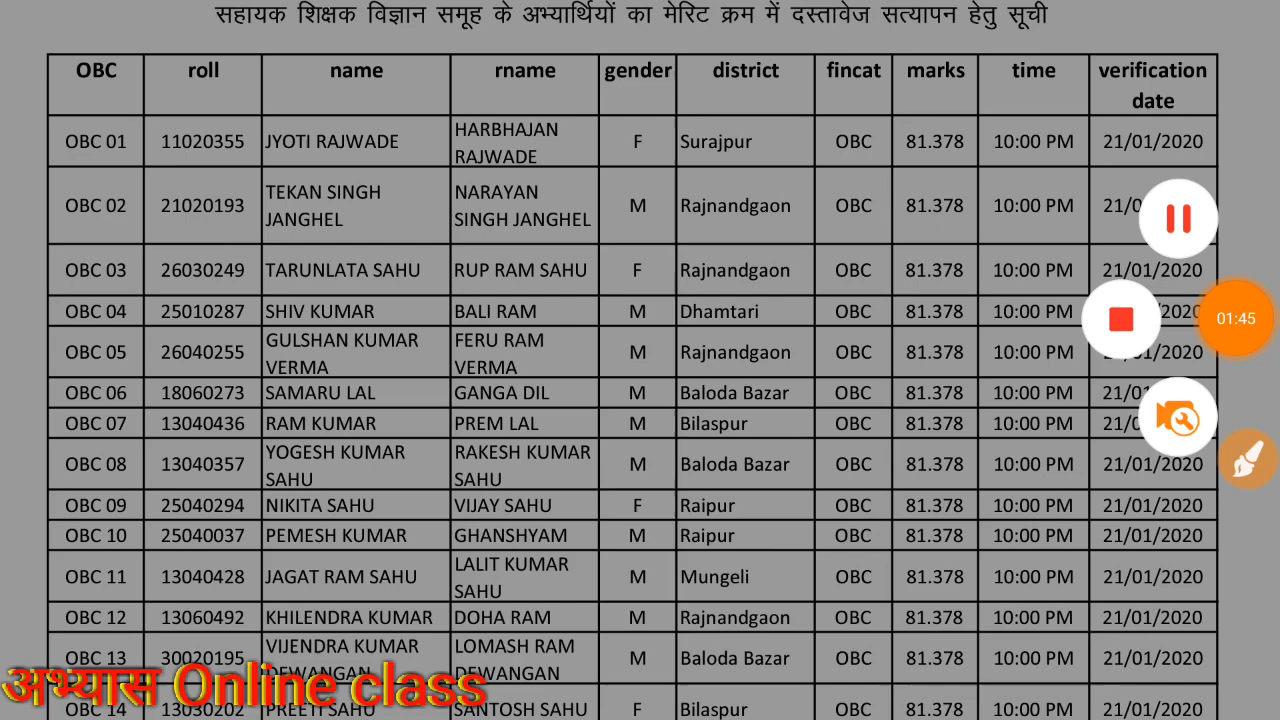 सहायक शिक्षक विज्ञान समूह के अभ्यार्थियों का मेरिट क्रम में दस्तावेज सत्यापन हेतु सूची
OBC roll name rname gender district fincat marks time verification date
OBC 01 11020355 JYOTI RAJWADE HARBHAJAN RAJWADE F Surajpur OBC 81.378 10:00 PM 21/01/2020
OBC 02 21020193 TEKAN SINGH JANGHEL NARAYAN SINGH JANGHEL M Rajnandgaon OBC 81.378 10:00 PM
OBC 03 26030249 TARUNLATA SAHU RUP RAM SAHU F Rajnandgaon OBC 81.378 10:00 PM 21/01/2020
OBC 04 25010287 SHIV KUMAR BALI RAM M Dhamtari OBC 81.378 10:00 PM
01:45
OBC 05 26040255 GULSHAN KUMAR VERMA FERU RAM VERMA M Rajnandgaon OBC 81.378 10:00 PM
OBC 06 18060273 SAMARU LAL GANGA DIL M Baloda Bazar OBC 81.378 10:00 PM
OBC 07 13040436 RAM KUMAR PREM LAL M Bilaspur OBC 81.378 10:00 PM
OBC 08 13040357 YOGESH KUMAR SAHU RAKESH KUMAR SAHU M Baloda Bazar OBC 81.378 10:00 PM 21/01/2020
OBC 09 25040294 NIKITA SAHU VIJAY SAHU F Raipur OBC 81.378 10:00 PM 21/01/2020
OBC 10 25040037 PEMESH KUMAR GHANSHYAM M Raipur OBC 81.378 10:00 PM 21/01/2020
OBC 11 13040428 JAGAT RAM SAHU LALIT KUMAR SAHU M Mungeli OBC 81.378 10:00 PM 21/01/2020
OBC 12 13060492 KHILENDRA KUMAR DOHA RAM M Rajnandgaon OBC 81.378 10:00 PM 21/01/2020
OBC 13 30020195 VIJENDRA KUMAR DEWANGAN LOMASH RAM DEWANGAN M Baloda Bazar OBC 81.378 10:00 PM 21/01/2020
अभ्यास Online class
OBC 14 13030202 PREETI SAHU SANTOSH SAHU F Bilaspur OBC 81.378 10:00 PM 21/01/2020